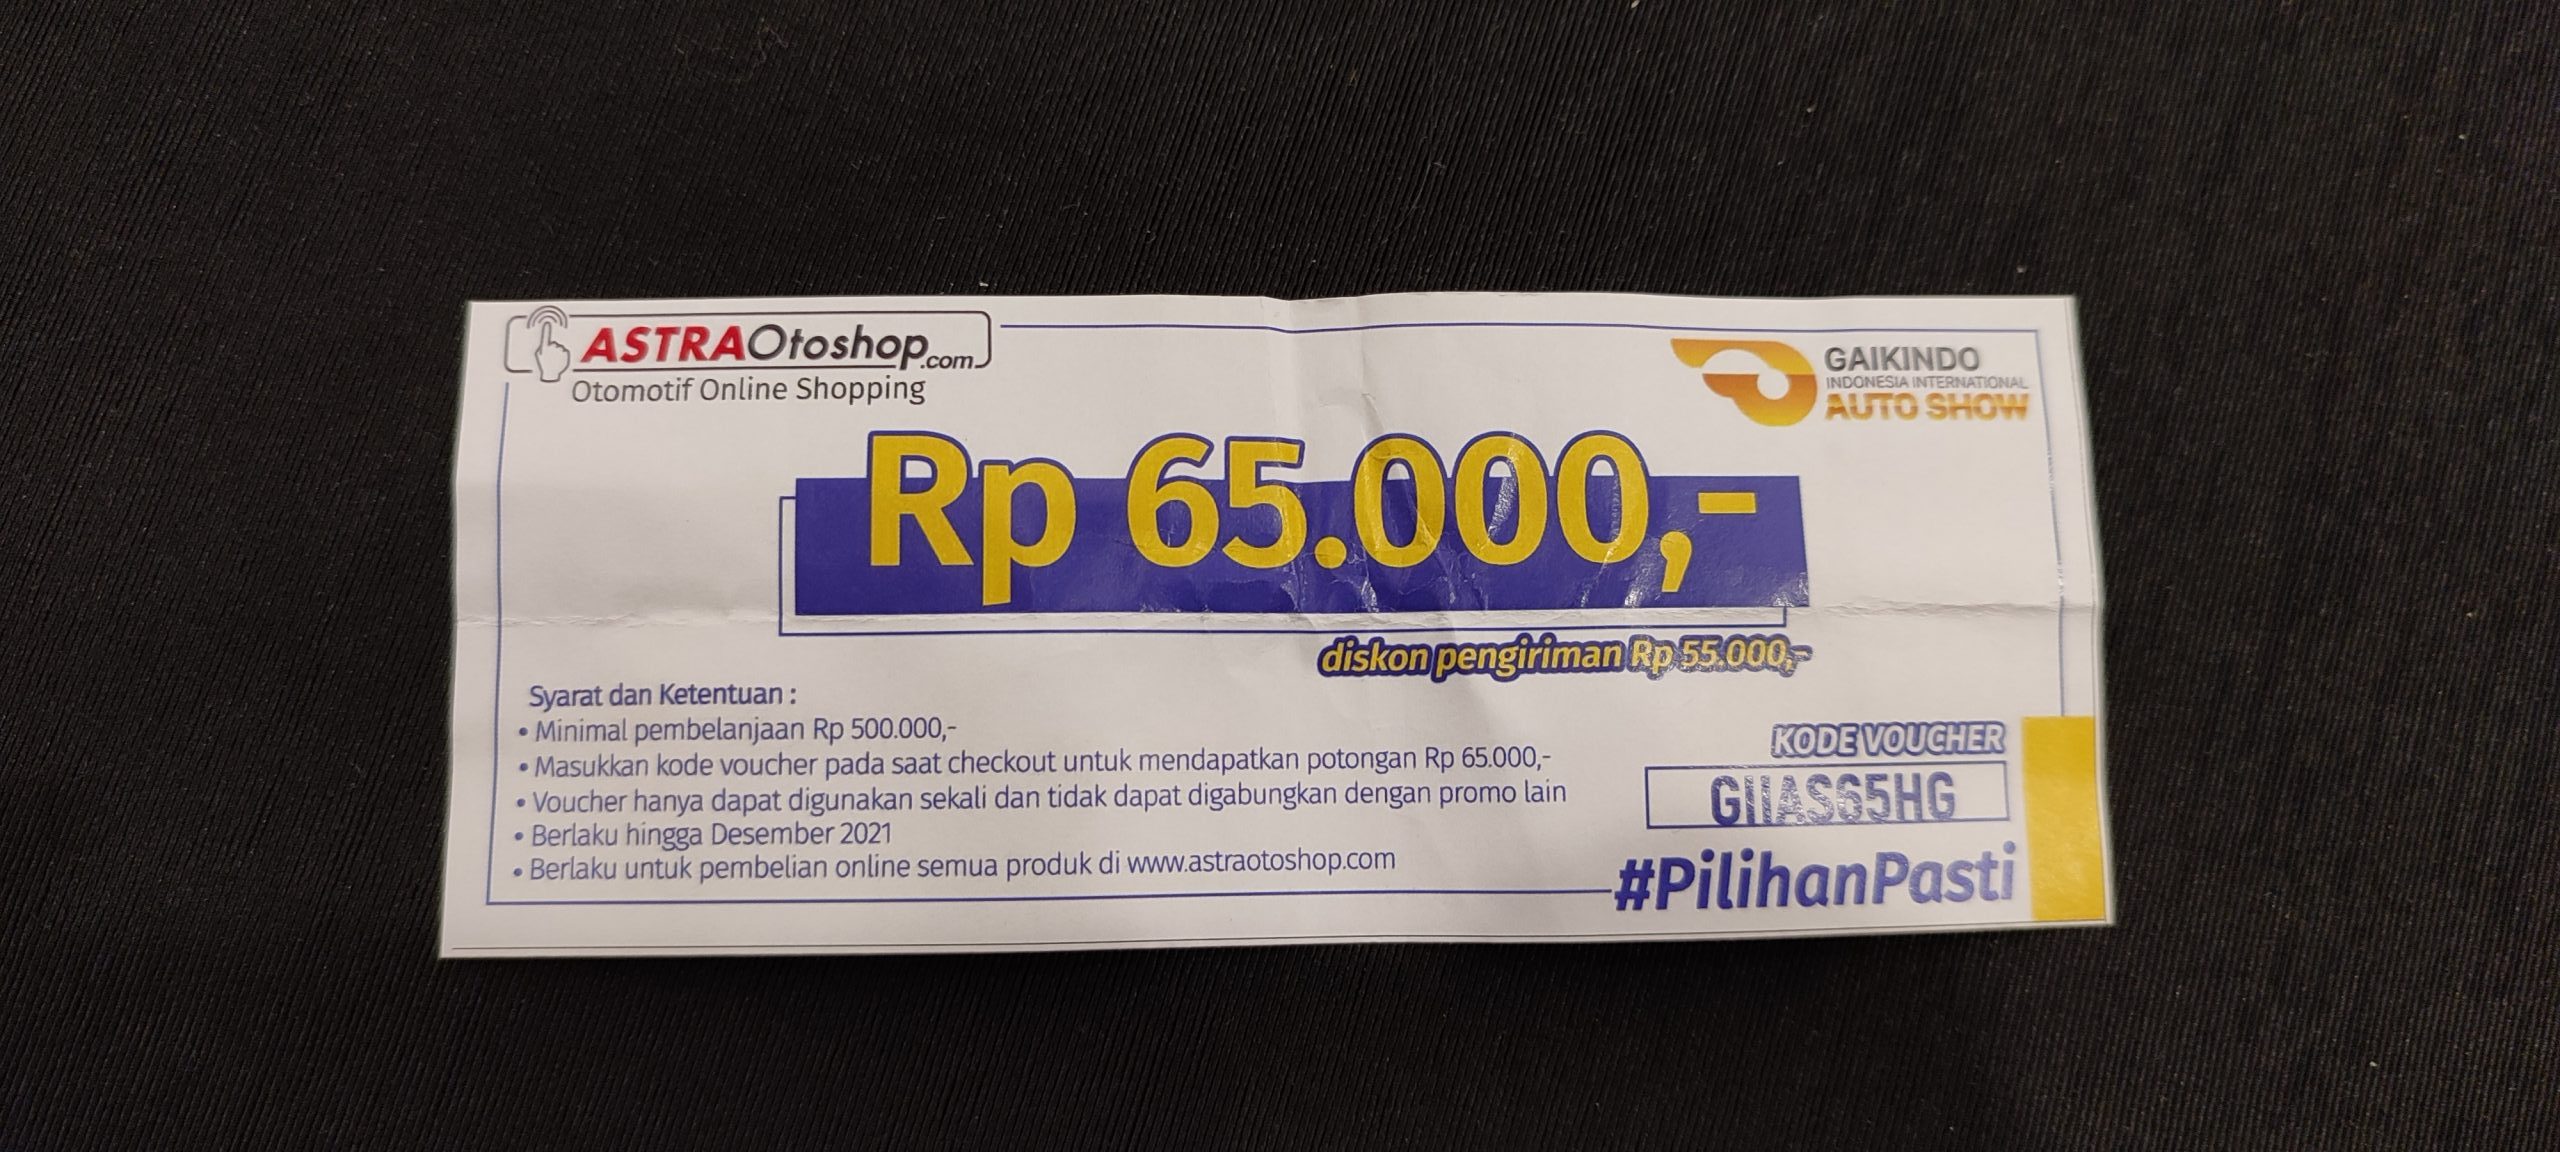 ASTRAOtoshop.com
Otomotif Online Shopping
GAIKINDO
INDONESIA INTERNATIONAL
AUTO SHOW
Rp 65.000,-
diskon pengiriman Rp 55.000,-
Syarat dan Ketentuan :
• Minimal pembelanjaan Rp 500.000,-
• Masukkan kode voucher pada saat checkout untuk mendapatkan potongan Rp 65.000,-
• Voucher hanya dapat digunakan sekali dan tidak dapat digabungkan dengan promo lain
• Berlaku hingga Desember 2021
• Berlaku untuk pembelian online semua produk di www.astraotoshop.com
KODE VOUCHER
GIIAS65HG
#PilihanPasti